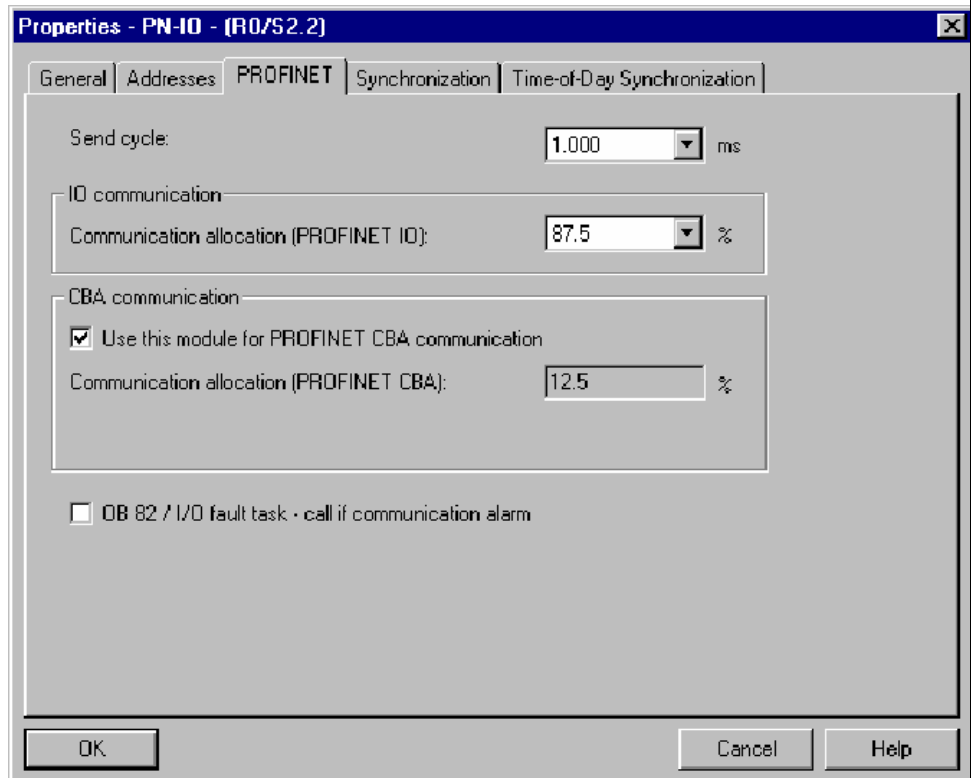 Properties - PN-IO - (R0/S2.2)
General Addresses PROFINET Synchronization Time-of-Day Synchronization
Send cycle: 1.000 ms
IO communication
Communication allocation (PROFINET IO): 87.5 %
CBA communication
Use this module for PROFINET CBA communication
Communication allocation (PROFINET CBA): 12.5 %
OB 82 / I/O fault task - call if communication alarm
OK Cancel Help